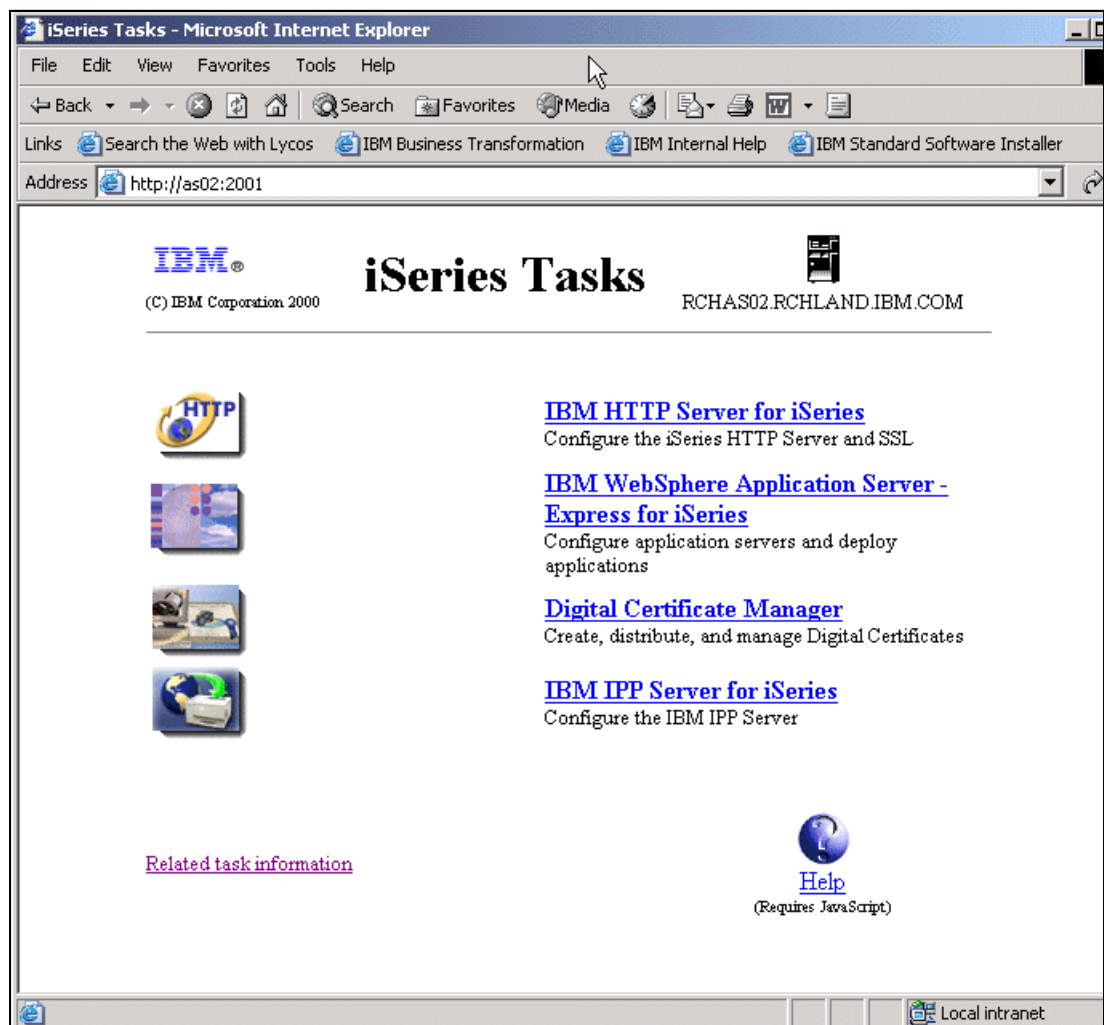 iSeries Tasks - Microsoft Internet Explorer
File Edit View Favorites Tools Help
Back Search Favorites Media
Links Search the Web with Lycos IBM Business Transformation IBM Internal Help IBM Standard Software Installer
Address http://as02:2001
IBM®
iSeries Tasks
(C) IBM Corporation 2000
RCHAS02.RCHLAND.IBM.COM
HTTP
IBM HTTP Server for iSeries
Configure the iSeries HTTP Server and SSL
IBM WebSphere Application Server -
Express for iSeries
Configure application servers and deploy
applications
Digital Certificate Manager
Create, distribute, and manage Digital Certificates
IBM IPP Server for iSeries
Configure the IBM IPP Server
Related task information
Help
(Requires JavaScript)
Local intranet